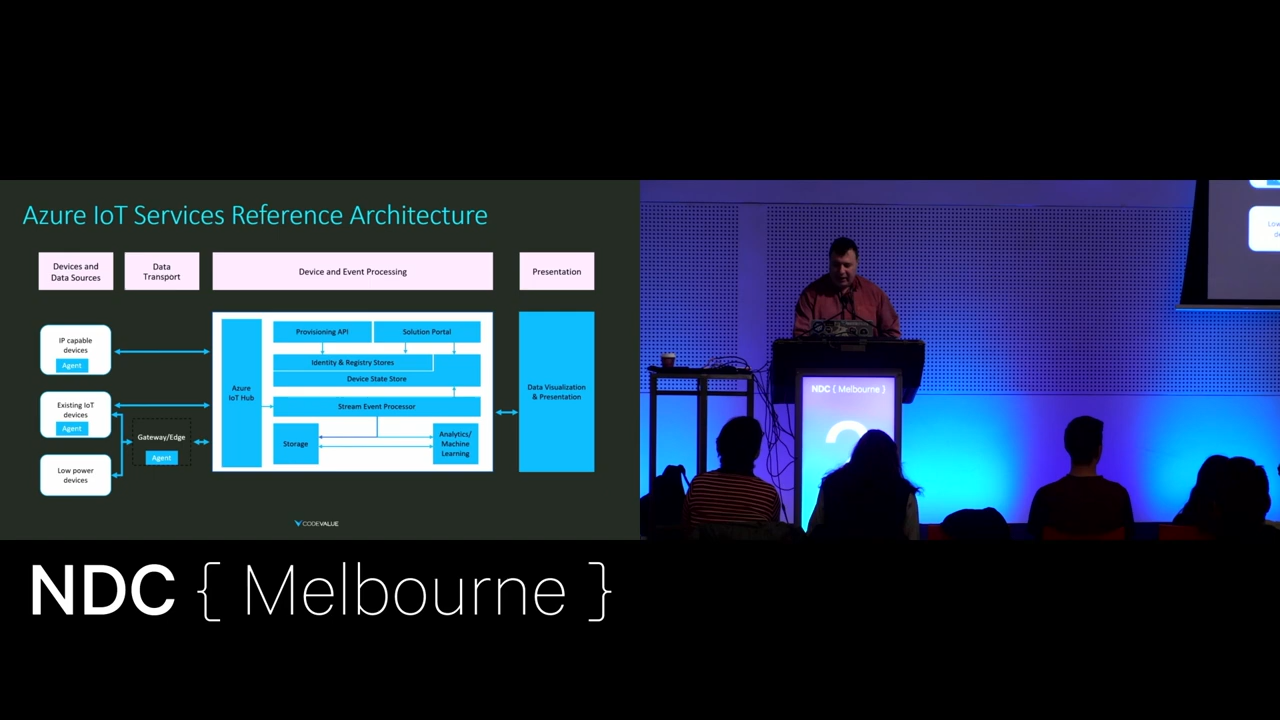 Azure IoT Services Reference Architecture
Devices and
Data Sources
Data
Transport
Device and Event Processing
Presentation
IP capable
devices
Agent
Existing IoT
devices
Agent
Low power
devices
Gateway/Edge
Agent
Azure
IoT Hub
Provisioning API
Solution Portal
Identity & Registry Stores
Device State Store
Stream Event Processor
Storage
Analytics/
Machine
Learning
Data Visualization
& Presentation
CODEVALUE
NDC { Melbourne }
NDC { Melbourne }